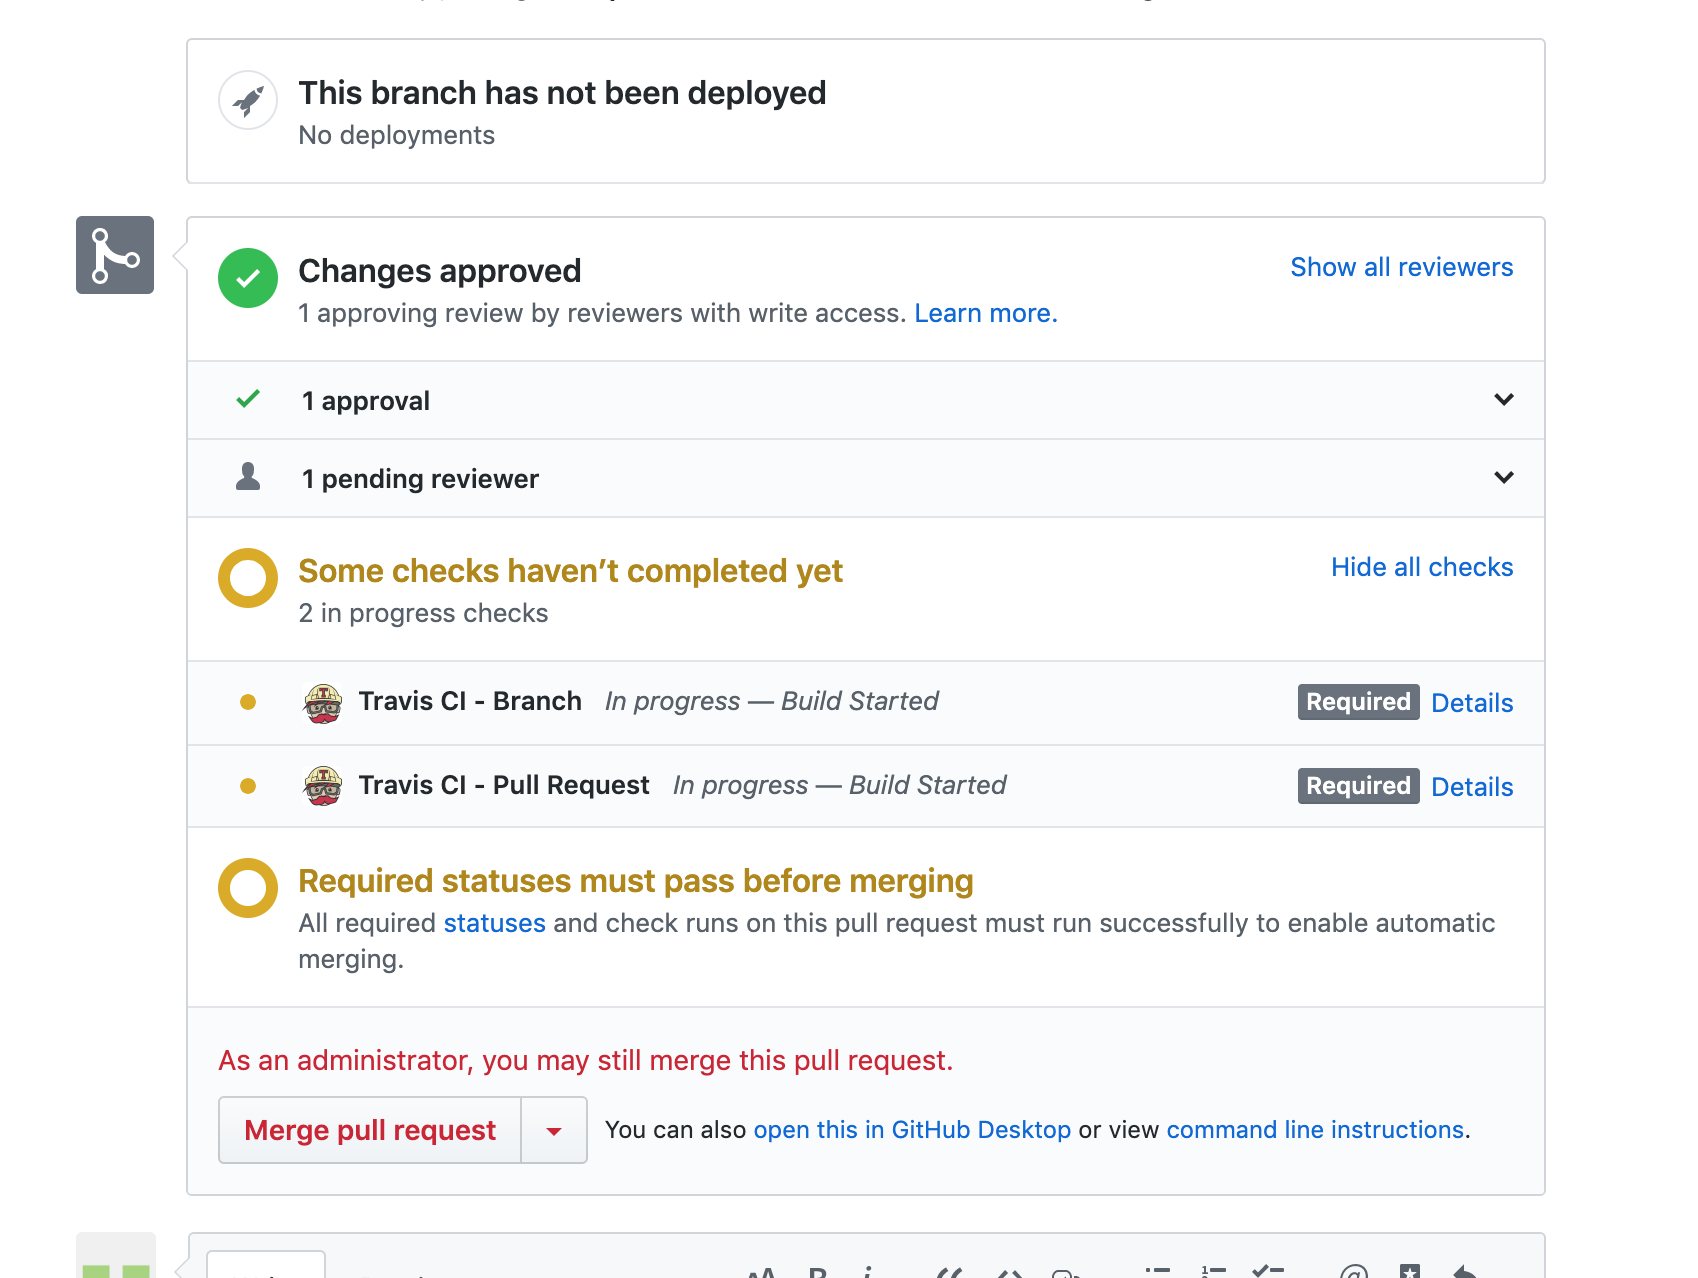 This branch has not been deployed
No deployments
Changes approved
Show all reviewers
1 approving review by reviewers with write access. Learn more.
1 approval
1 pending reviewer
Some checks haven’t completed yet
Hide all checks
2 in progress checks
Travis CI - Branch In progress — Build Started Required Details
Travis CI - Pull Request In progress — Build Started Required Details
Required statuses must pass before merging
All required statuses and check runs on this pull request must run successfully to enable automatic
merging.
As an administrator, you may still merge this pull request.
Merge pull request
You can also open this in GitHub Desktop or view command line instructions.